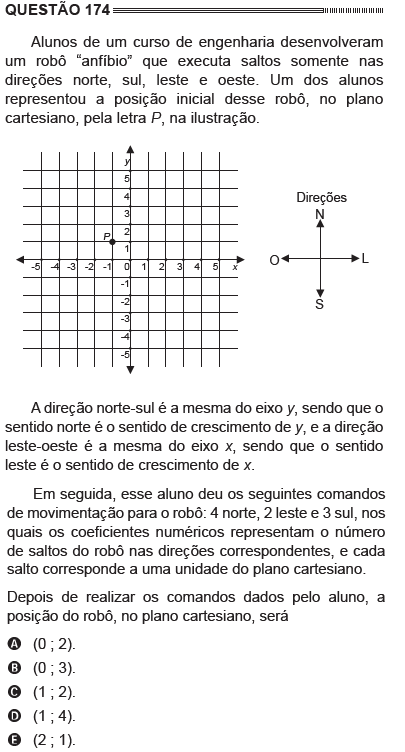 QUESTÃO 174
Alunos de um curso de engenharia desenvolveram
um robô “anfíbio” que executa saltos somente nas
direções norte, sul, leste e oeste. Um dos alunos
representou a posição inicial desse robô, no plano
cartesiano, pela letra P, na ilustração.
y
5
4
3
P 2
1
-5 -4 -3 -2 -1 0 1 2 3 4 5 x
-1
-2
-3
-4
-5
Direções
N
O L
S
A direção norte-sul é a mesma do eixo y, sendo que o
sentido norte é o sentido de crescimento de y, e a direção
leste-oeste é a mesma do eixo x, sendo que o sentido
leste é o sentido de crescimento de x.
Em seguida, esse aluno deu os seguintes comandos
de movimentação para o robô: 4 norte, 2 leste e 3 sul, nos
quais os coeficientes numéricos representam o número
de saltos do robô nas direções correspondentes, e cada
salto corresponde a uma unidade do plano cartesiano.
Depois de realizar os comandos dados pelo aluno, a
posição do robô, no plano cartesiano, será
A (0 ; 2).
B (0 ; 3).
C (1 ; 2).
D (1 ; 4).
E (2 ; 1).